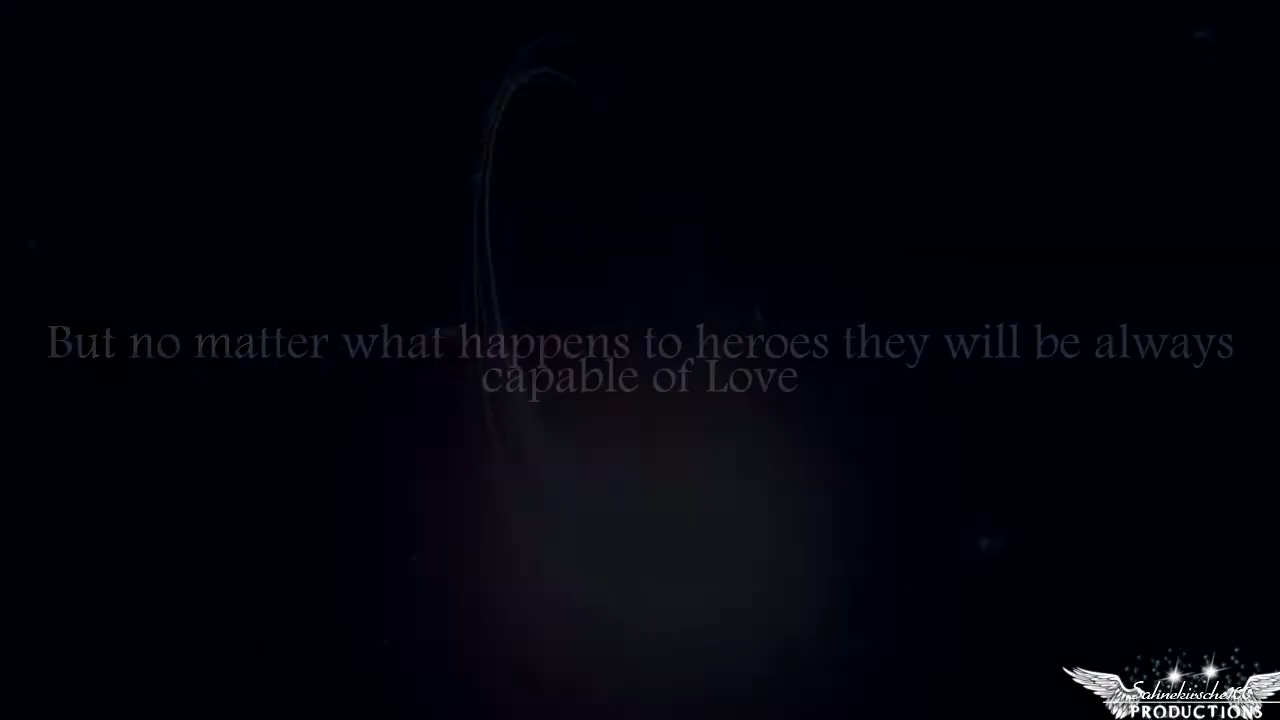 But no matter what happens to heroes they will be always
capable of Love
PRODUCTIONS